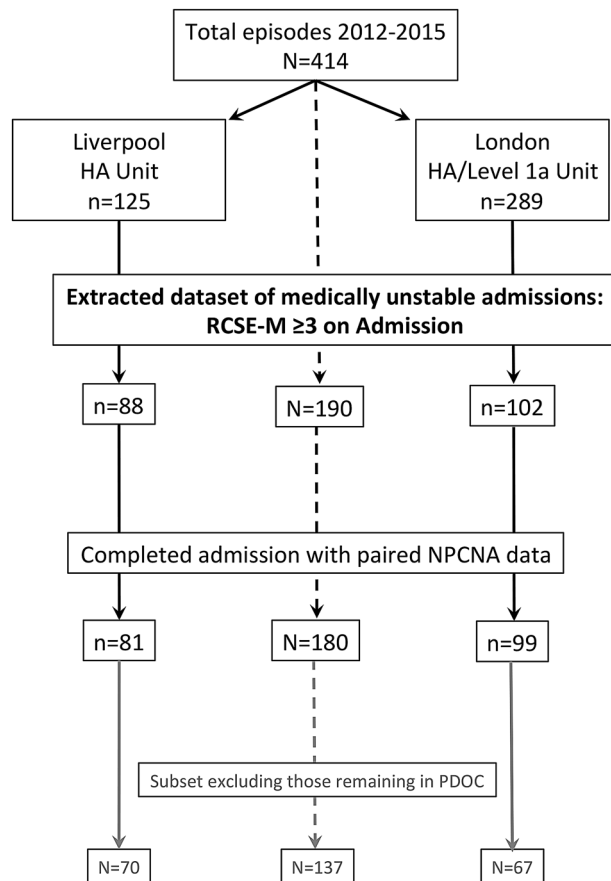 Total episodes 2012-2015
N=414
Liverpool
HA Unit
n=125
London
HA/Level 1a Unit
n=289
Extracted dataset of medically unstable admissions:
RCSE-M ≥3 on Admission
n=88
N=190
n=102
Completed admission with paired NPCNA data
n=81
N=180
n=99
Subset excluding those remaining in PDOC
N=70
N=137
N=67